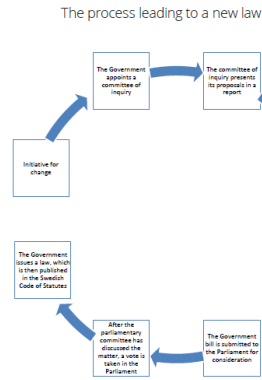 The process leading to a new law
The Government
appoints a
committee of
inquiry
The committee of
inquiry presents
its proposals in a
report
Initiative for
change
The Government
issues a law, which
is then published
in the Swedish
Code of Statutes
After the
parliamentary
committee has
discussed the
matter, a vote is
taken in the
Parliament
The Government
bill is submitted to
the Parliament for
consideration